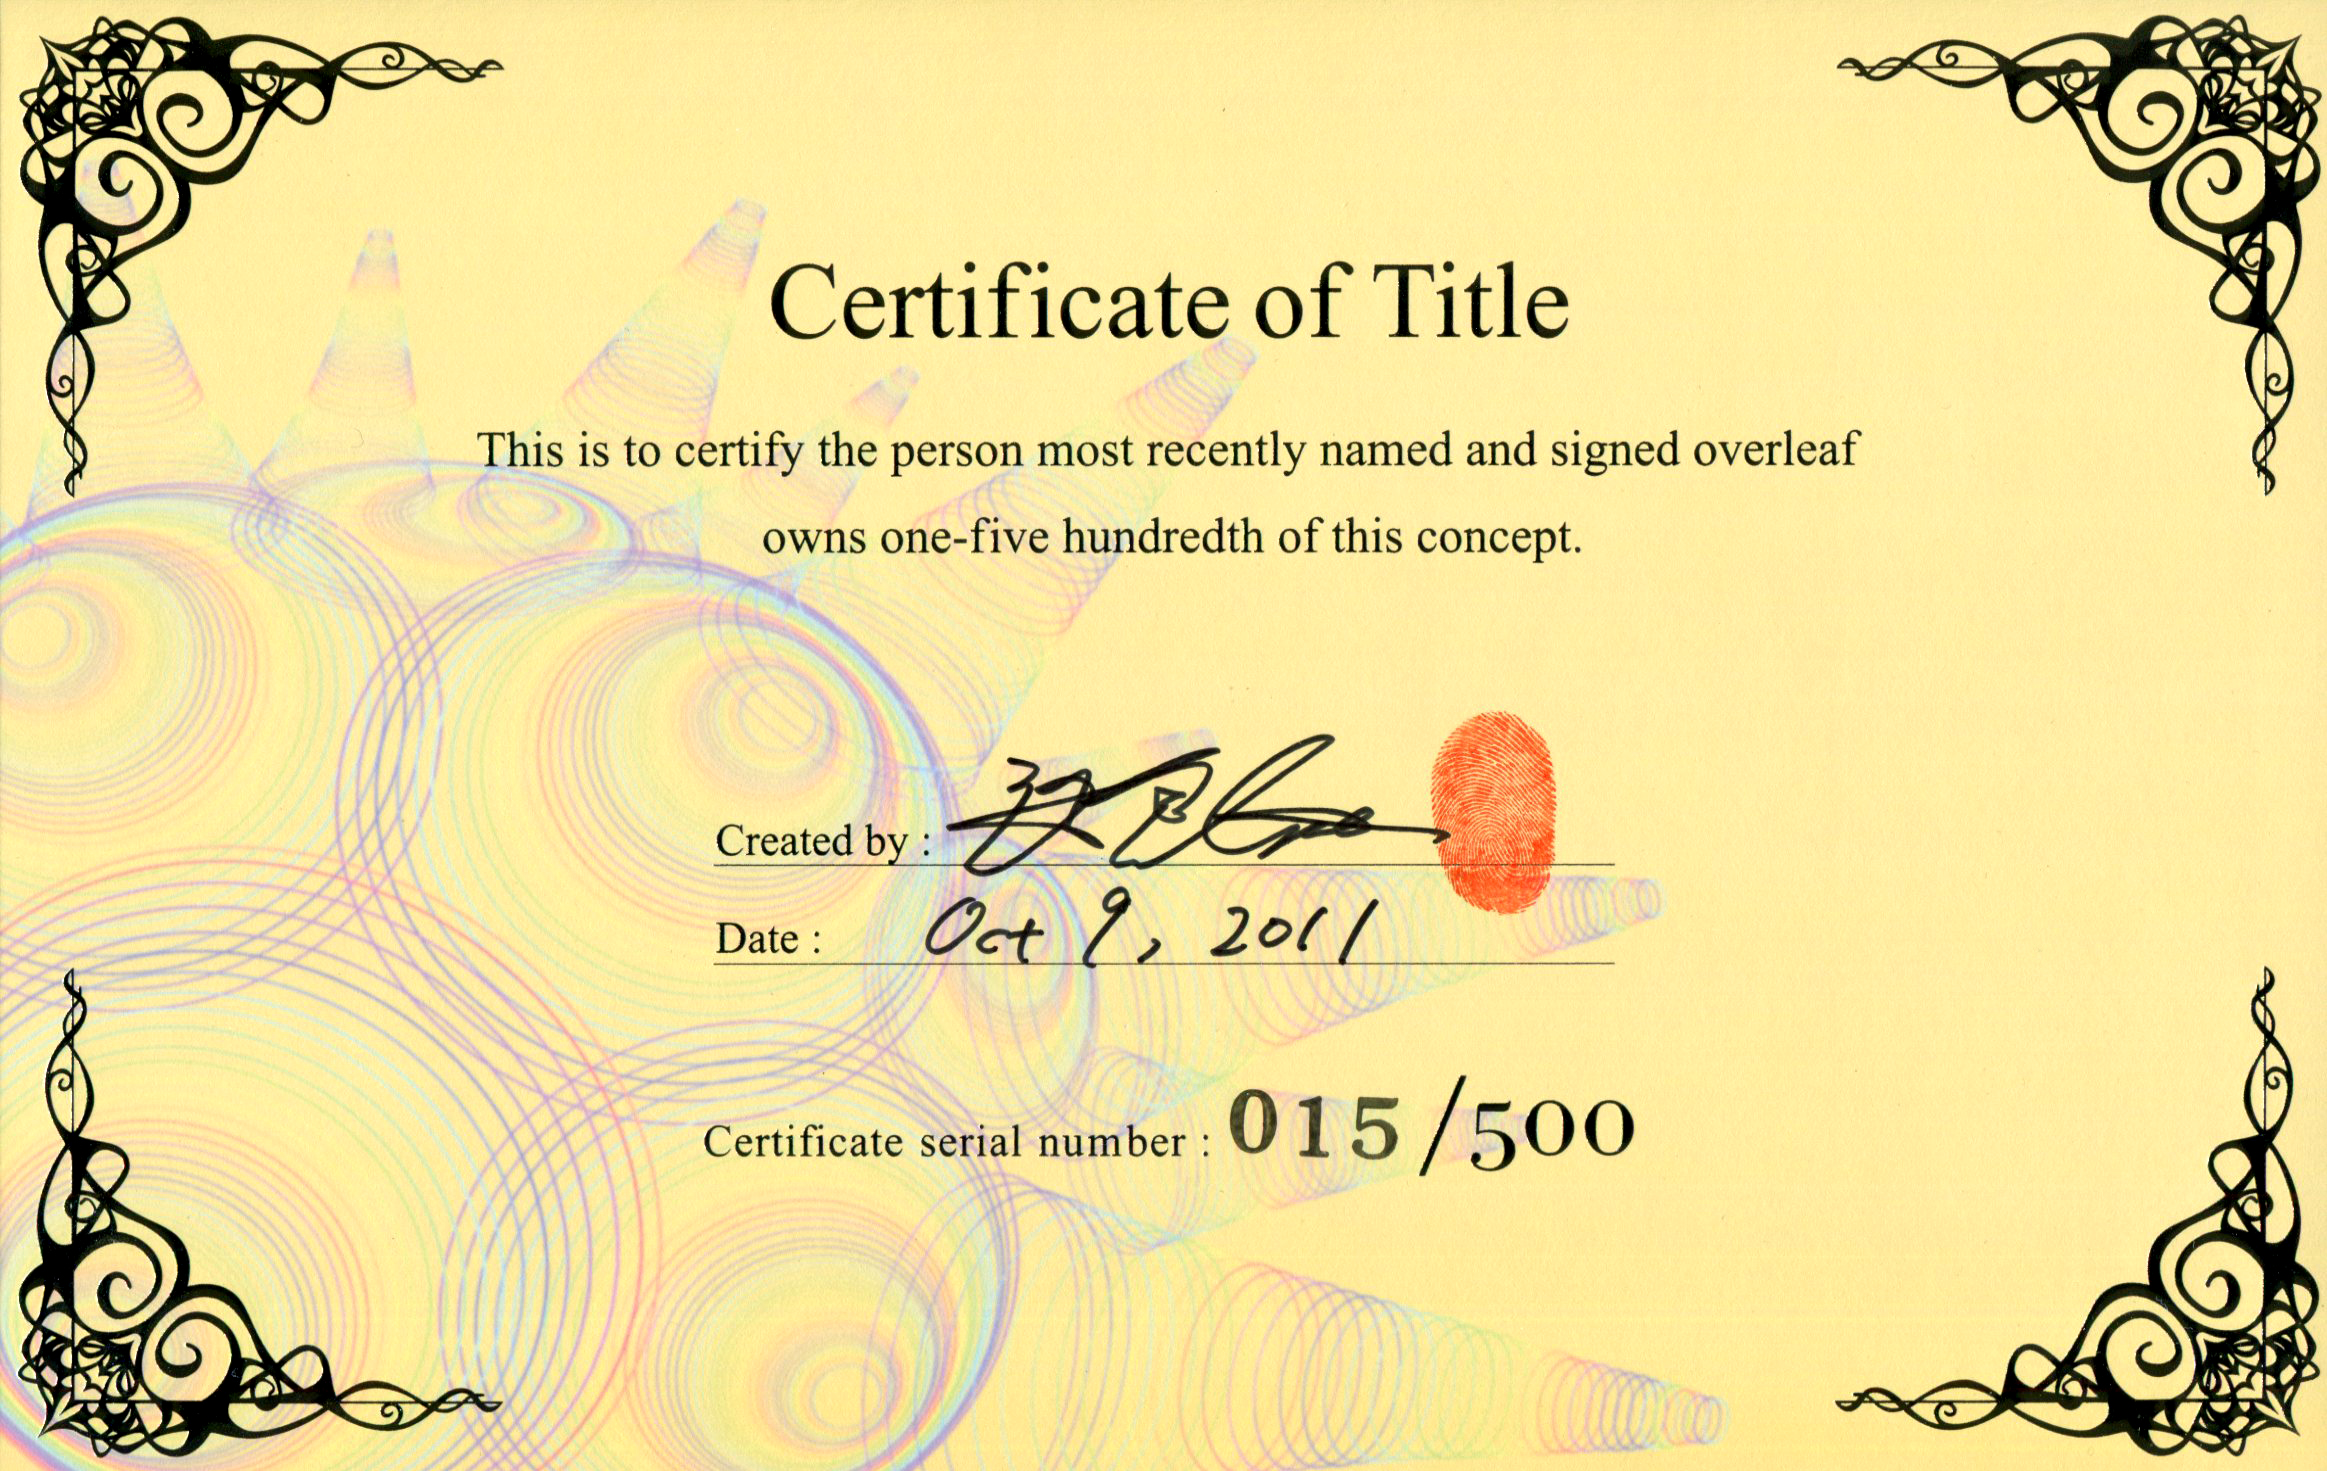 Certificate of Title
This is to certify the person most recently named and signed overleaf
owns one-five hundredth of this concept.
Created by :
Date : Oct 9, 2011
Certificate serial number : 015/500